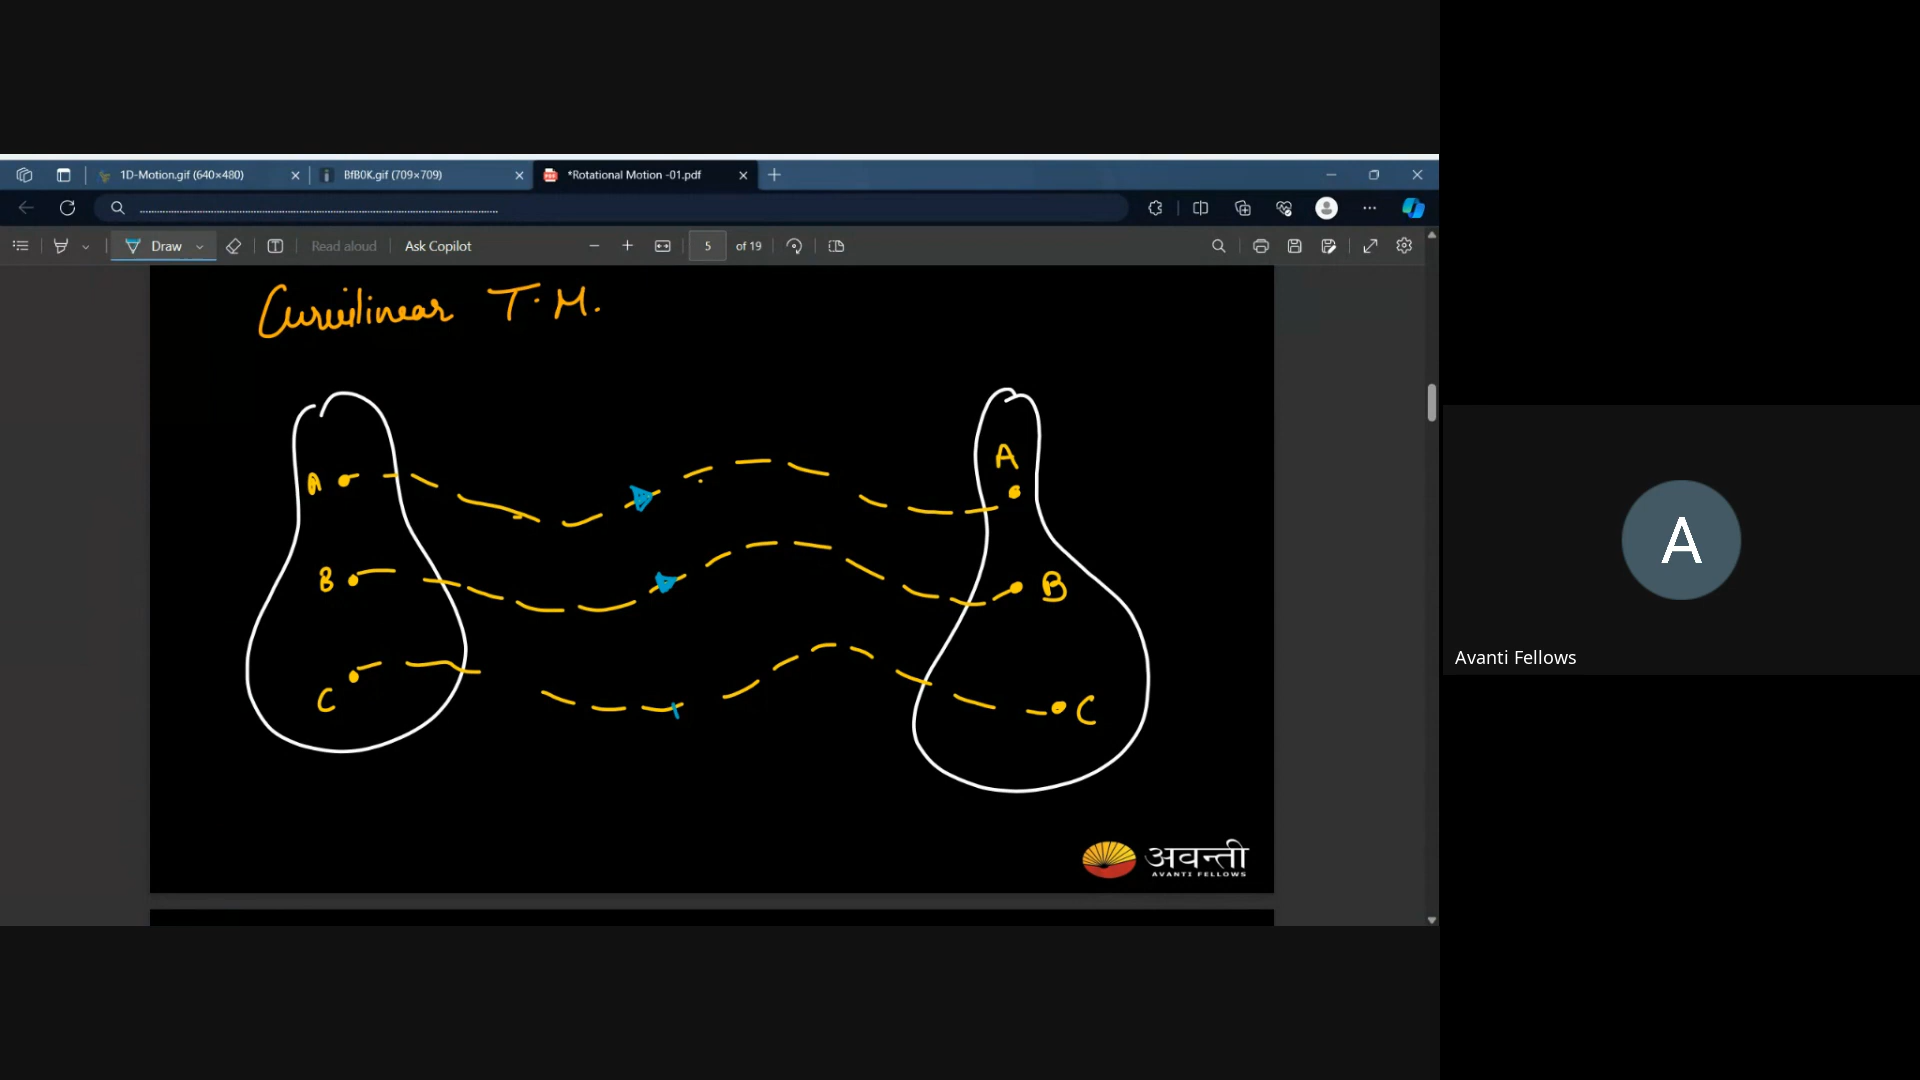 1D-Motion.gif (640×480)
BfB0K.gif (709×709)
*Rotational Motion -01.pdf
Draw
Read aloud
Ask Copilot
5 of 19
Curvilinear T.M.
A
B
C
A
B
C
अवन्ती
AVANTI FELLOWS
A
Avanti Fellows